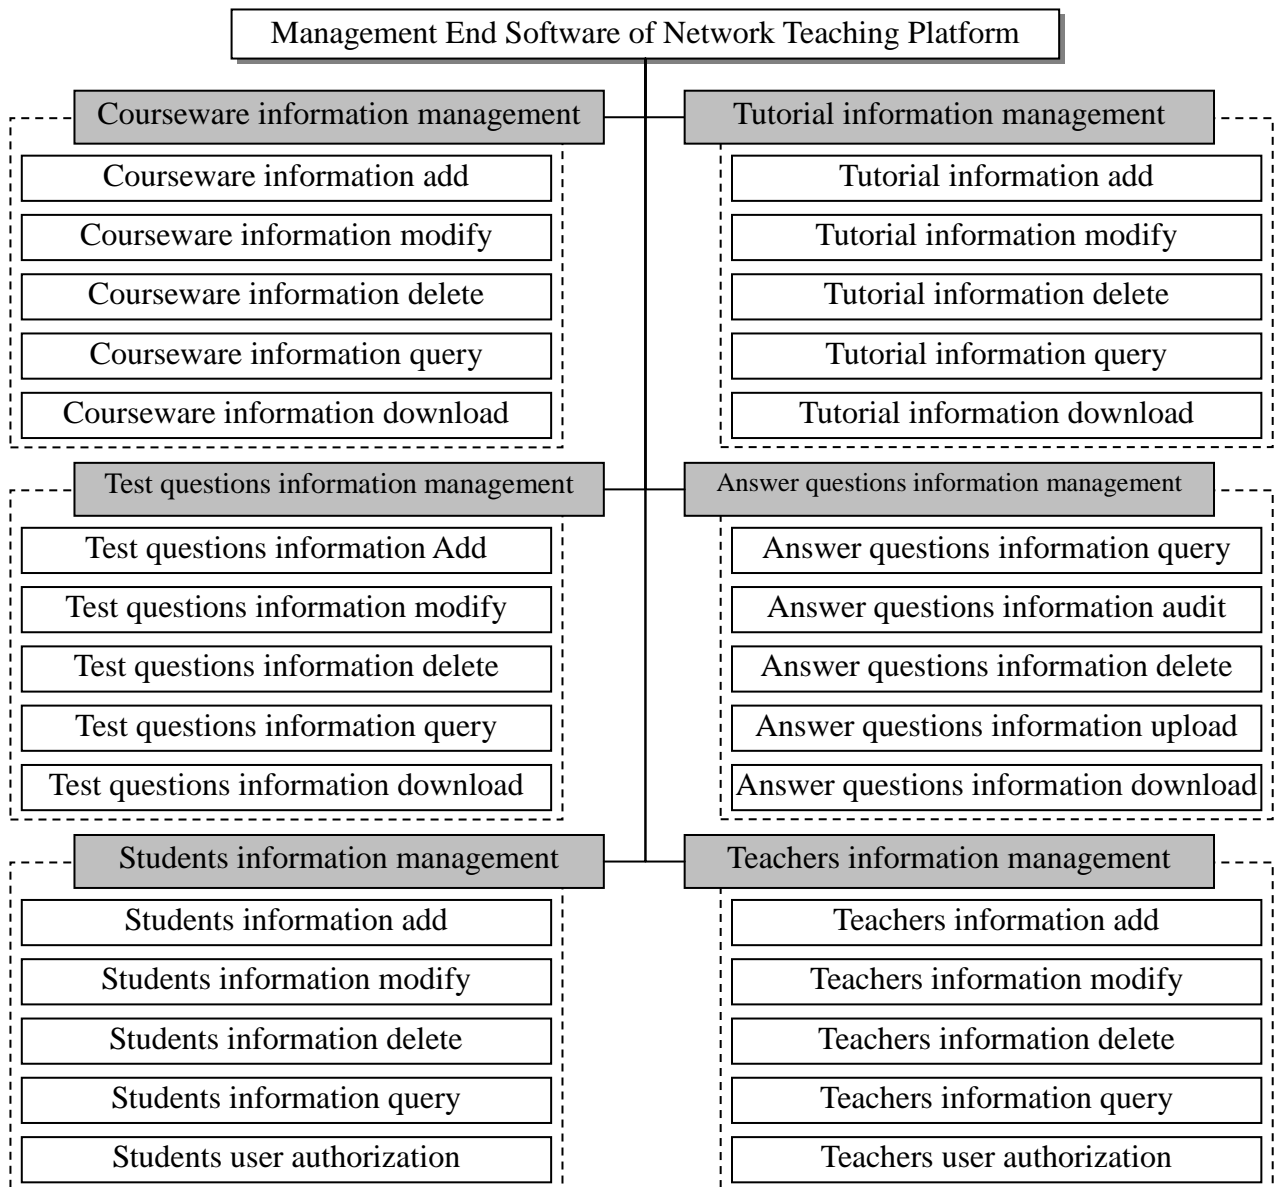 Management End Software of Network Teaching Platform
Courseware information management
Courseware information add
Courseware information modify
Courseware information delete
Courseware information query
Courseware information download
Tutorial information management
Tutorial information add
Tutorial information modify
Tutorial information delete
Tutorial information query
Tutorial information download
Test questions information management
Test questions information Add
Test questions information modify
Test questions information delete
Test questions information query
Test questions information download
Answer questions information management
Answer questions information query
Answer questions information audit
Answer questions information delete
Answer questions information upload
Answer questions information download
Students information management
Students information add
Students information modify
Students information delete
Students information query
Students user authorization
Teachers information management
Teachers information add
Teachers information modify
Teachers information delete
Teachers information query
Teachers user authorization